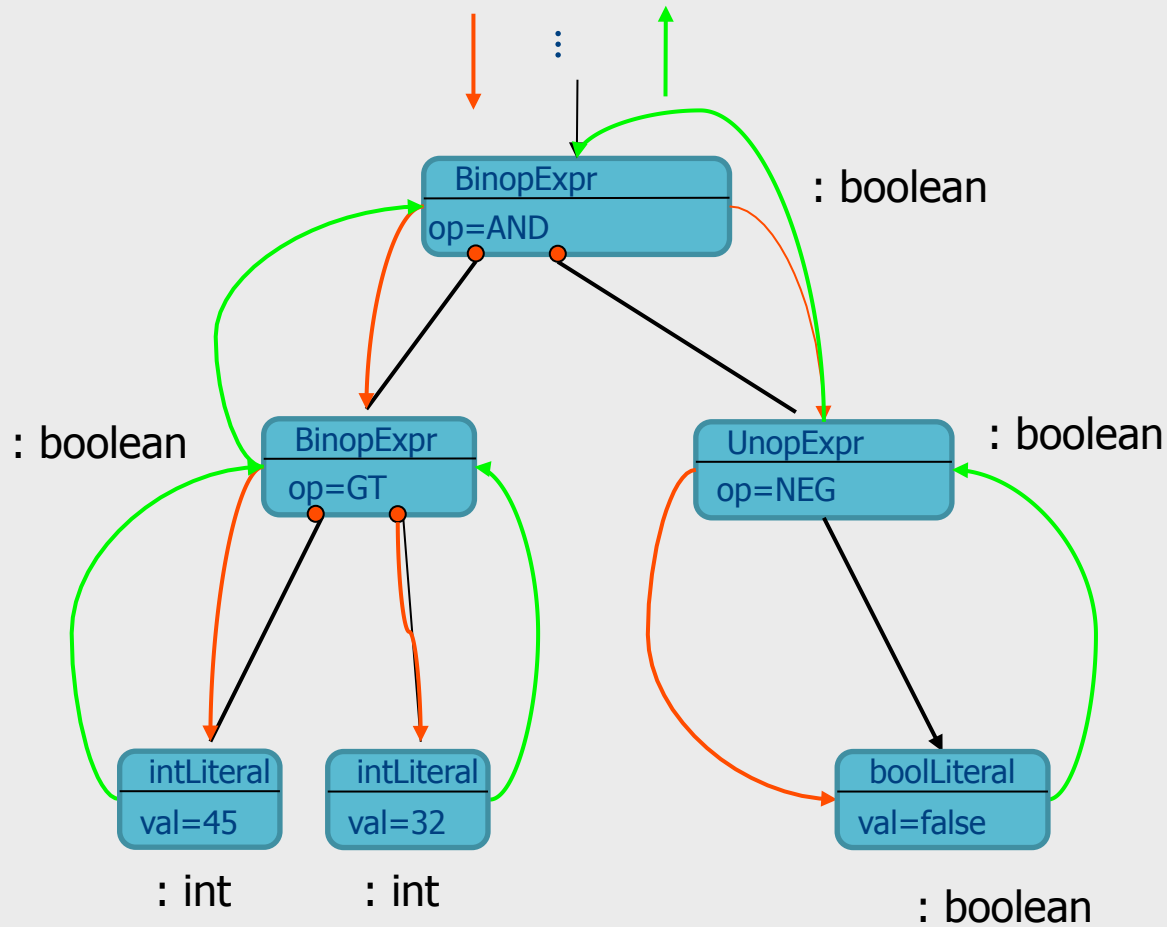 ⋮
BinopExpr
: boolean
op=AND
BinopExpr
: boolean
op=GT
UnopExpr
: boolean
op=NEG
intLiteral
val=45
: int
intLiteral
val=32
: int
boolLiteral
val=false
: boolean